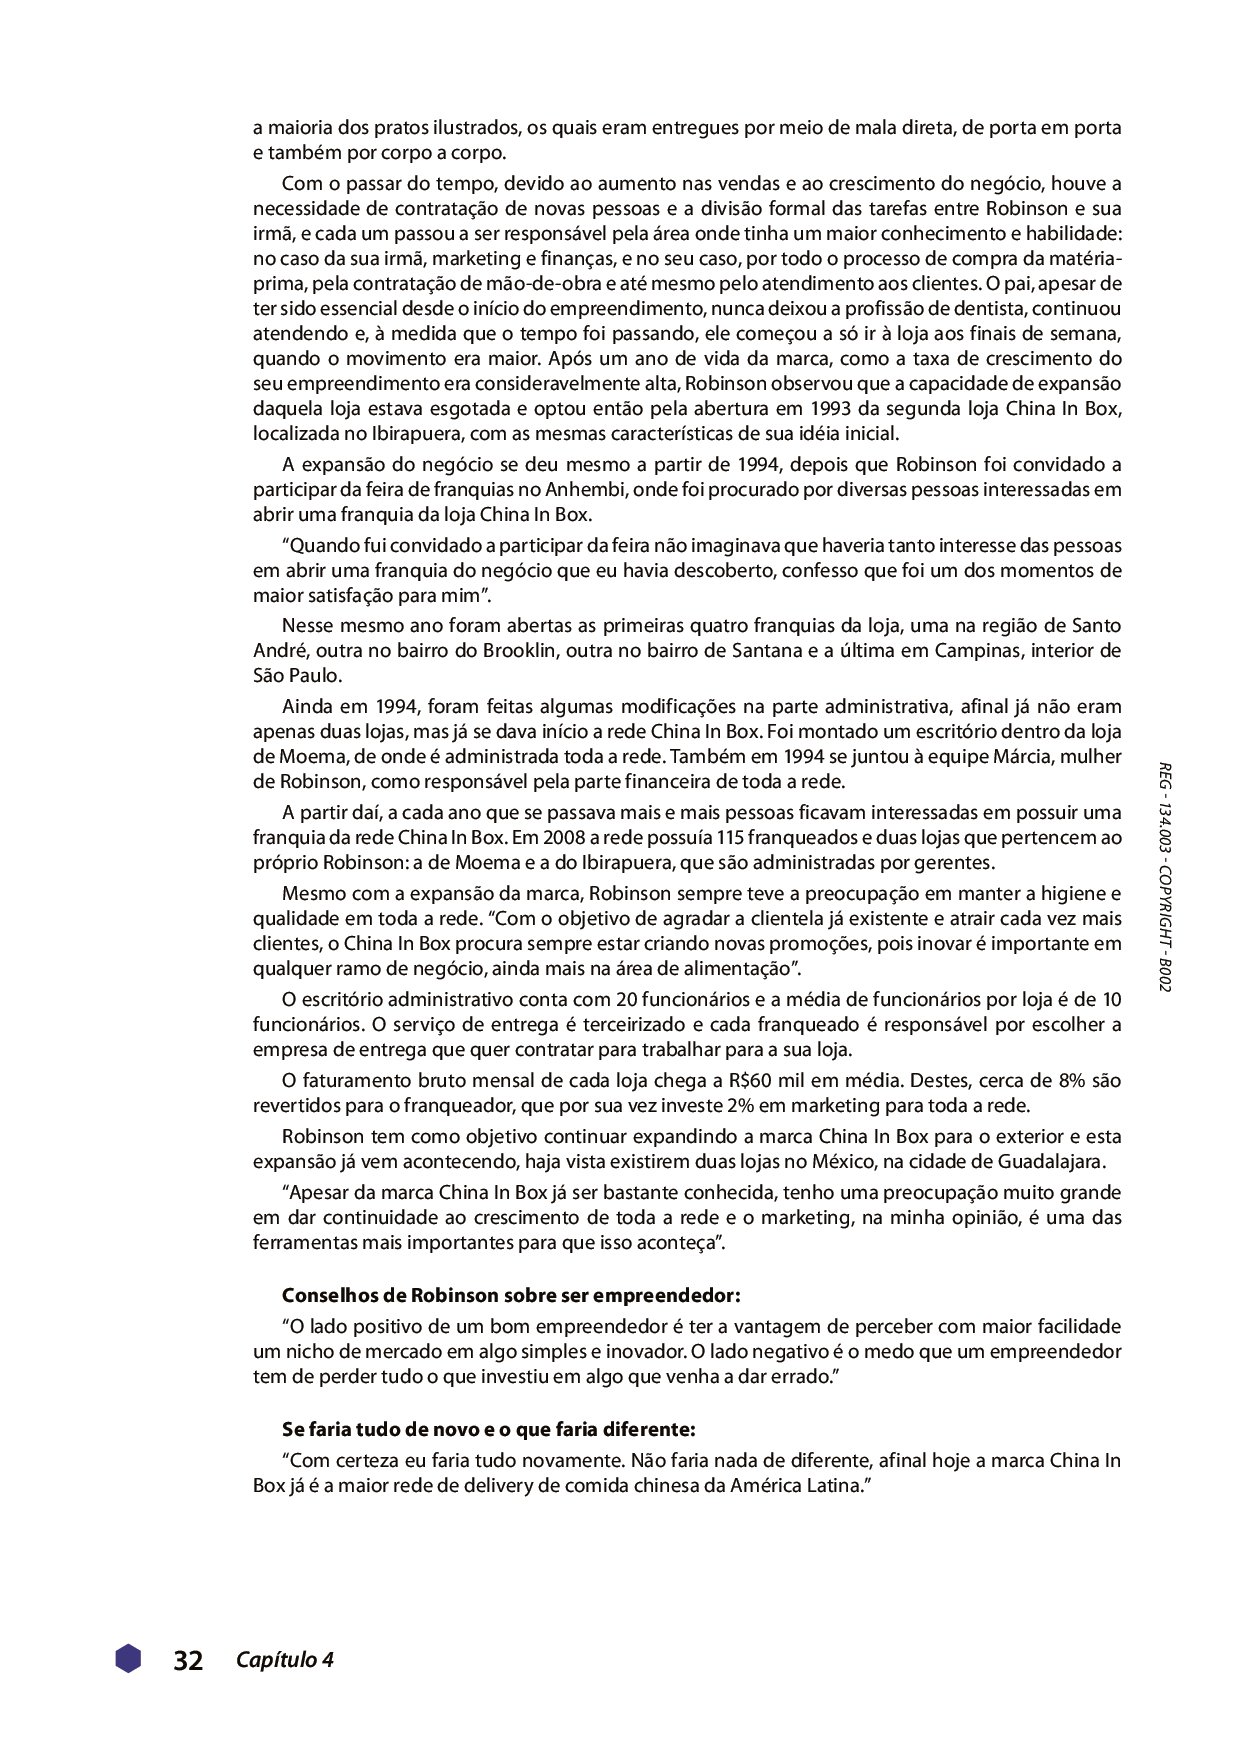 a maioria dos pratos ilustrados, os quais eram entregues por meio de mala direta, de porta em porta
e também por corpo a corpo.
Com o passar do tempo, devido ao aumento nas vendas e ao crescimento do negócio, houve a
necessidade de contratação de novas pessoas e a divisão formal das tarefas entre Robinson e sua
irmã, e cada um passou a ser responsável pela área onde tinha um maior conhecimento e habilidade:
no caso da sua irmã, marketing e finanças, e no seu caso, por todo o processo de compra da matéria-
prima, pela contratação de mão-de-obra e até mesmo pelo atendimento aos clientes. O pai, apesar de
ter sido essencial desde o início do empreendimento, nunca deixou a profissão de dentista, continuou
atendendo e, à medida que o tempo foi passando, ele começou a só ir à loja aos finais de semana,
quando o movimento era maior. Após um ano de vida da marca, como a taxa de crescimento do
seu empreendimento era consideravelmente alta, Robinson observou que a capacidade de expansão
daquela loja estava esgotada e optou então pela abertura em 1993 da segunda loja China In Box,
localizada no Ibirapuera, com as mesmas características de sua idéia inicial.
A expansão do negócio se deu mesmo a partir de 1994, depois que Robinson foi convidado a
participar da feira de franquias no Anhembi, onde foi procurado por diversas pessoas interessadas em
abrir uma franquia da loja China In Box.
“Quando fui convidado a participar da feira não imaginava que haveria tanto interesse das pessoas
em abrir uma franquia do negócio que eu havia descoberto, confesso que foi um dos momentos de
maior satisfação para mim”.
Nesse mesmo ano foram abertas as primeiras quatro franquias da loja, uma na região de Santo
André, outra no bairro do Brooklin, outra no bairro de Santana e a última em Campinas, interior de
São Paulo.
Ainda em 1994, foram feitas algumas modificações na parte administrativa, afinal já não eram
apenas duas lojas, mas já se dava início a rede China In Box. Foi montado um escritório dentro da loja
de Moema, de onde é administrada toda a rede. Também em 1994 se juntou à equipe Márcia, mulher
de Robinson, como responsável pela parte financeira de toda a rede.
A partir daí, a cada ano que se passava mais e mais pessoas ficavam interessadas em possuir uma
franquia da rede China In Box. Em 2008 a rede possuía 115 franqueados e duas lojas que pertencem ao
próprio Robinson: a de Moema e a do Ibirapuera, que são administradas por gerentes.
Mesmo com a expansão da marca, Robinson sempre teve a preocupação em manter a higiene e
qualidade em toda a rede. “Com o objetivo de agradar a clientela já existente e atrair cada vez mais
clientes, o China In Box procura sempre estar criando novas promoções, pois inovar é importante em
qualquer ramo de negócio, ainda mais na área de alimentação”.
O escritório administrativo conta com 20 funcionários e a média de funcionários por loja é de 10
funcionários. O serviço de entrega é terceirizado e cada franqueado é responsável por escolher a
empresa de entrega que quer contratar para trabalhar para a sua loja.
O faturamento bruto mensal de cada loja chega a R$60 mil em média. Destes, cerca de 8% são
revertidos para o franqueador, que por sua vez investe 2% em marketing para toda a rede.
Robinson tem como objetivo continuar expandindo a marca China In Box para o exterior e esta
expansão já vem acontecendo, haja vista existirem duas lojas no México, na cidade de Guadalajara.
“Apesar da marca China In Box já ser bastante conhecida, tenho uma preocupação muito grande
em dar continuidade ao crescimento de toda a rede e o marketing, na minha opinião, é uma das
ferramentas mais importantes para que isso aconteça”.
Conselhos de Robinson sobre ser empreendedor:
“O lado positivo de um bom empreendedor é ter a vantagem de perceber com maior facilidade
um nicho de mercado em algo simples e inovador. O lado negativo é o medo que um empreendedor
tem de perder tudo o que investiu em algo que venha a dar errado.”
Se faria tudo de novo e o que faria diferente:
“Com certeza eu faria tudo novamente. Não faria nada de diferente, afinal hoje a marca China In
Box já é a maior rede de delivery de comida chinesa da América Latina.”
REG - 134.003 - COPYRIGHT - B002
32 Capítulo 4